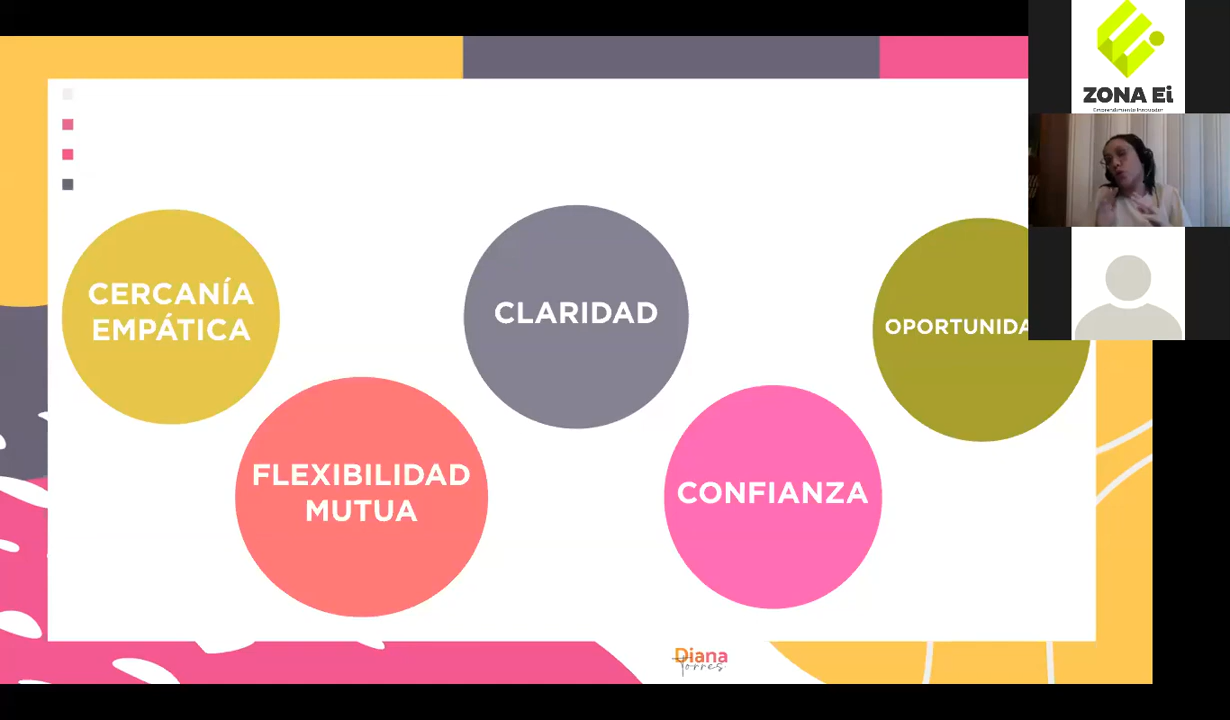 ZONA Ei
CERCANÍA
EMPÁTICA
CLARIDAD
OPORTUNIDA
FLEXIBILIDAD
MUTUA
CONFIANZA
Diana
Torres